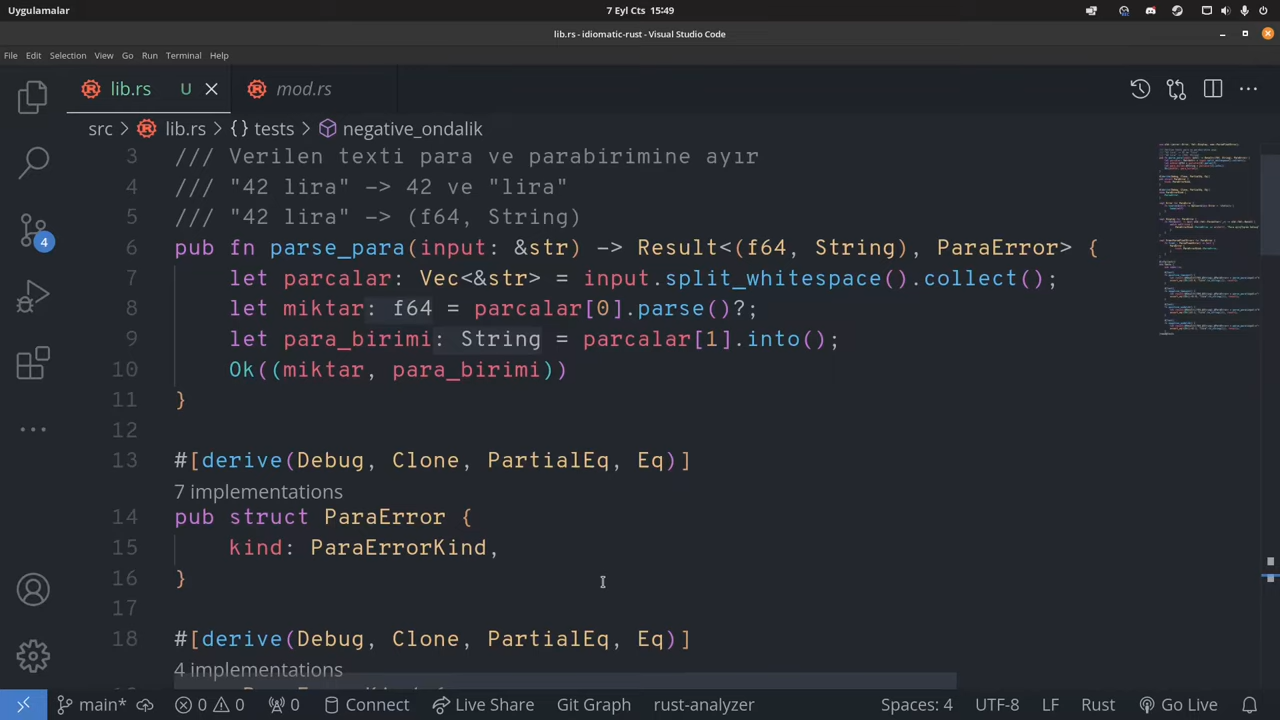 Uygulamalar
7 Eyl Cts 15:49
lib.rs - idiomatic-rust - Visual Studio Code
File Edit Selection View Go Run Terminal Help
lib.rs U mod.rs
src > lib.rs > {} tests > negative_ondalik
3 /// Verilen texti para ve parabirimine ayır
4 /// "42 lira" -> 42 ve "lira"
5 /// "42 lira" -> (f64, String)
6 pub fn parse_para(input: &str) -> Result<(f64, String), ParaError> {
7 let parcalar: Vec<&str> = input.split_whitespace().collect();
8 let miktar: f64 = parcalar[0].parse()?;
9 let para_birimi: String = parcalar[1].into();
10 Ok((miktar, para_birimi))
11 }
12
13 #[derive(Debug, Clone, PartialEq, Eq)]
7 implementations
14 pub struct ParaError {
15 kind: ParaErrorKind,
16 }
17
18 #[derive(Debug, Clone, PartialEq, Eq)]
4 implementations
4
main* 0 0 0 Connect Live Share Git Graph rust-analyzer Spaces: 4 UTF-8 LF Rust Go Live